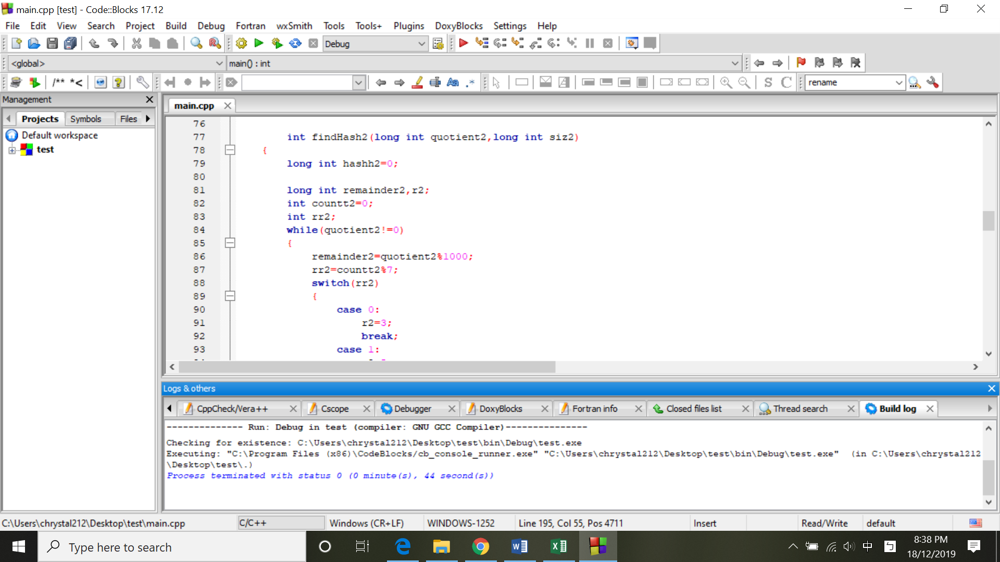 main.cpp [test] - Code::Blocks 17.12
File Edit View Search Project Build Debug Fortran wxSmith Tools Tools+ Plugins DoxyBlocks Settings Help
Debug
<global> main() : int
/** *< S C rename
Management
Projects Symbols Files
Default workspace
test
main.cpp
76
77 int findHash2(long int quotient2,long int siz2)
78 {
79 long int hashh2=0;
80
81 long int remainder2,r2;
82 int countt2=0;
83 int rr2;
84 while(quotient2!=0)
85 {
86 remainder2=quotient2%1000;
87 rr2=countt2%7;
88 switch(rr2)
89 {
90 case 0:
91 r2=3;
92 break;
93 case 1:
Logs & others
CppCheck/Vera++ Cscope Debugger DoxyBlocks Fortran info Closed files list Thread search Build log
-------------- Run: Debug in test (compiler: GNU GCC Compiler)---------------
Checking for existence: C:\Users\chrystal212\Desktop\test\bin\Debug\test.exe
Executing: "C:\Program Files (x86)\CodeBlocks/cb_console_runner.exe" "C:\Users\chrystal212\Desktop\test\bin\Debug\test.exe"  (in C:\Users\chrystal212
\Desktop\test\.)
Process terminated with status 0 (0 minute(s), 44 second(s))
C:\Users\chrystal212\Desktop\test\main.cpp C/C++ Windows (CR+LF) WINDOWS-1252 Line 195, Col 55, Pos 4711 Insert Read/Write default
Type here to search
中
8:38 PM
18/12/2019